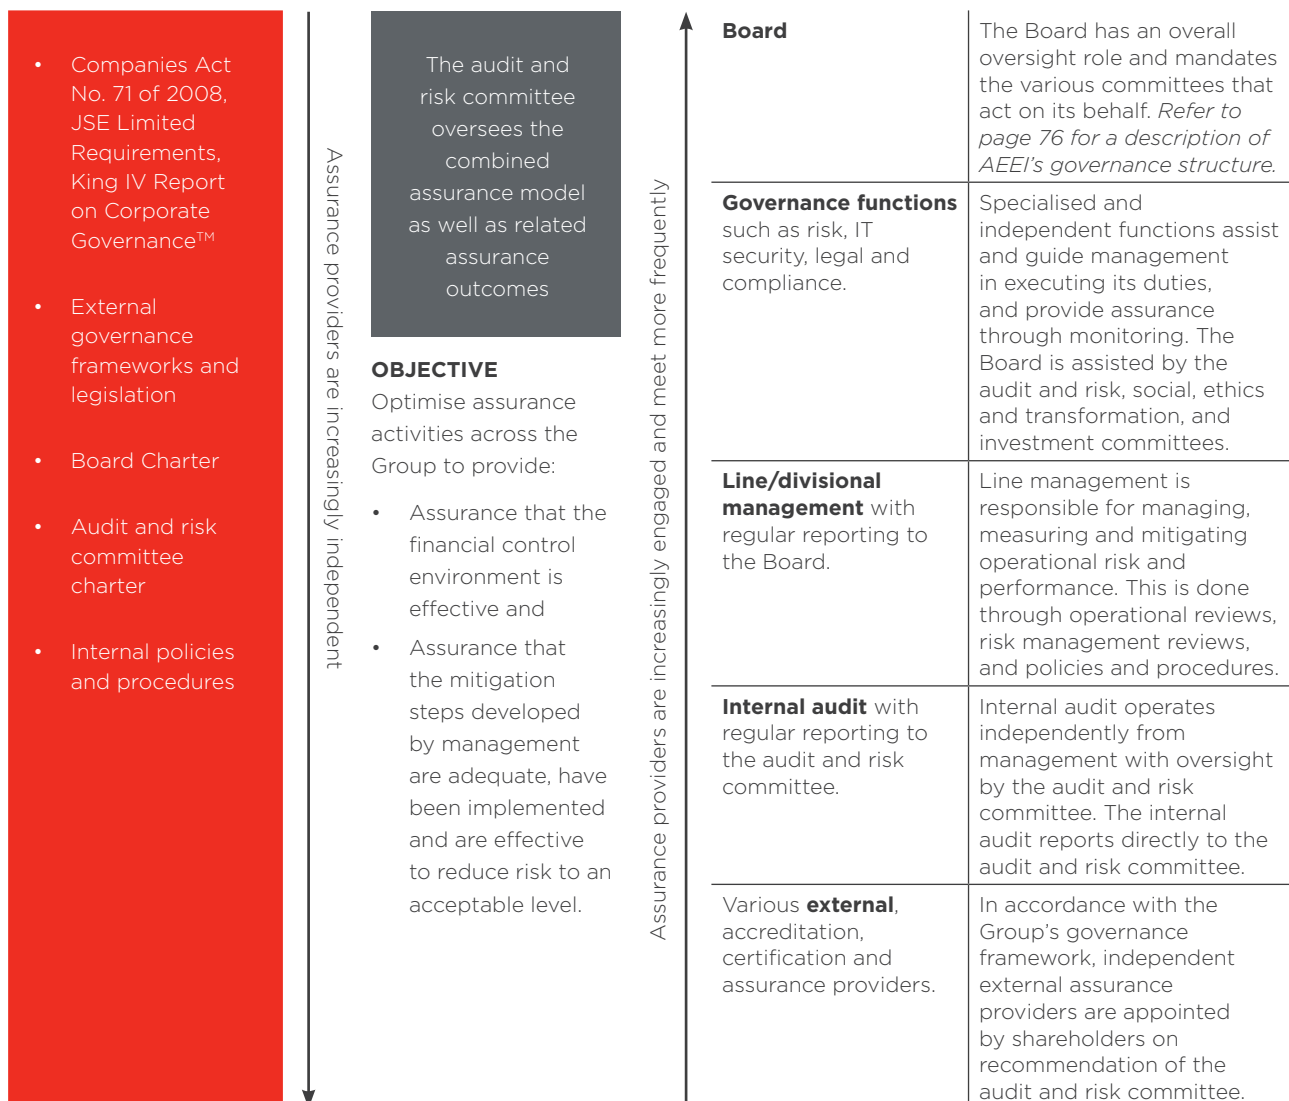 • Companies Act
No. 71 of 2008,
JSE Limited
Requirements,
King IV Report
on Corporate
Governance™
• External
governance
frameworks and
legislation
• Board Charter
• Audit and risk
committee
charter
• Internal policies
and procedures
Assurance providers are increasingly independent
The audit and
risk committee
oversees the
combined
assurance model
as well as related
assurance
outcomes
OBJECTIVE
Optimise assurance
activities across the
Group to provide:
• Assurance that the
financial control
environment is
effective and
• Assurance that
the mitigation
steps developed
by management
are adequate, have
been implemented
and are effective
to reduce risk to an
acceptable level.
Assurance providers are increasingly engaged and meet more frequently
Board
The Board has an overall
oversight role and mandates
the various committees that
act on its behalf. Refer to
page 76 for a description of
AEEI's governance structure.
Governance functions
such as risk, IT
security, legal and
compliance.
Specialised and
independent functions assist
and guide management
in executing its duties,
and provide assurance
through monitoring. The
Board is assisted by the
audit and risk, social, ethics
and transformation, and
investment committees.
Line/divisional
management with
regular reporting to
the Board.
Line management is
responsible for managing,
measuring and mitigating
operational risk and
performance. This is done
through operational reviews,
risk management reviews,
and policies and procedures.
Internal audit with
regular reporting to
the audit and risk
committee.
Internal audit operates
independently from
management with oversight
by the audit and risk
committee. The internal
audit reports directly to the
audit and risk committee.
Various external,
accreditation,
certification and
assurance providers.
In accordance with the
Group's governance
framework, independent
external assurance
providers are appointed
by shareholders on
recommendation of the
audit and risk committee.